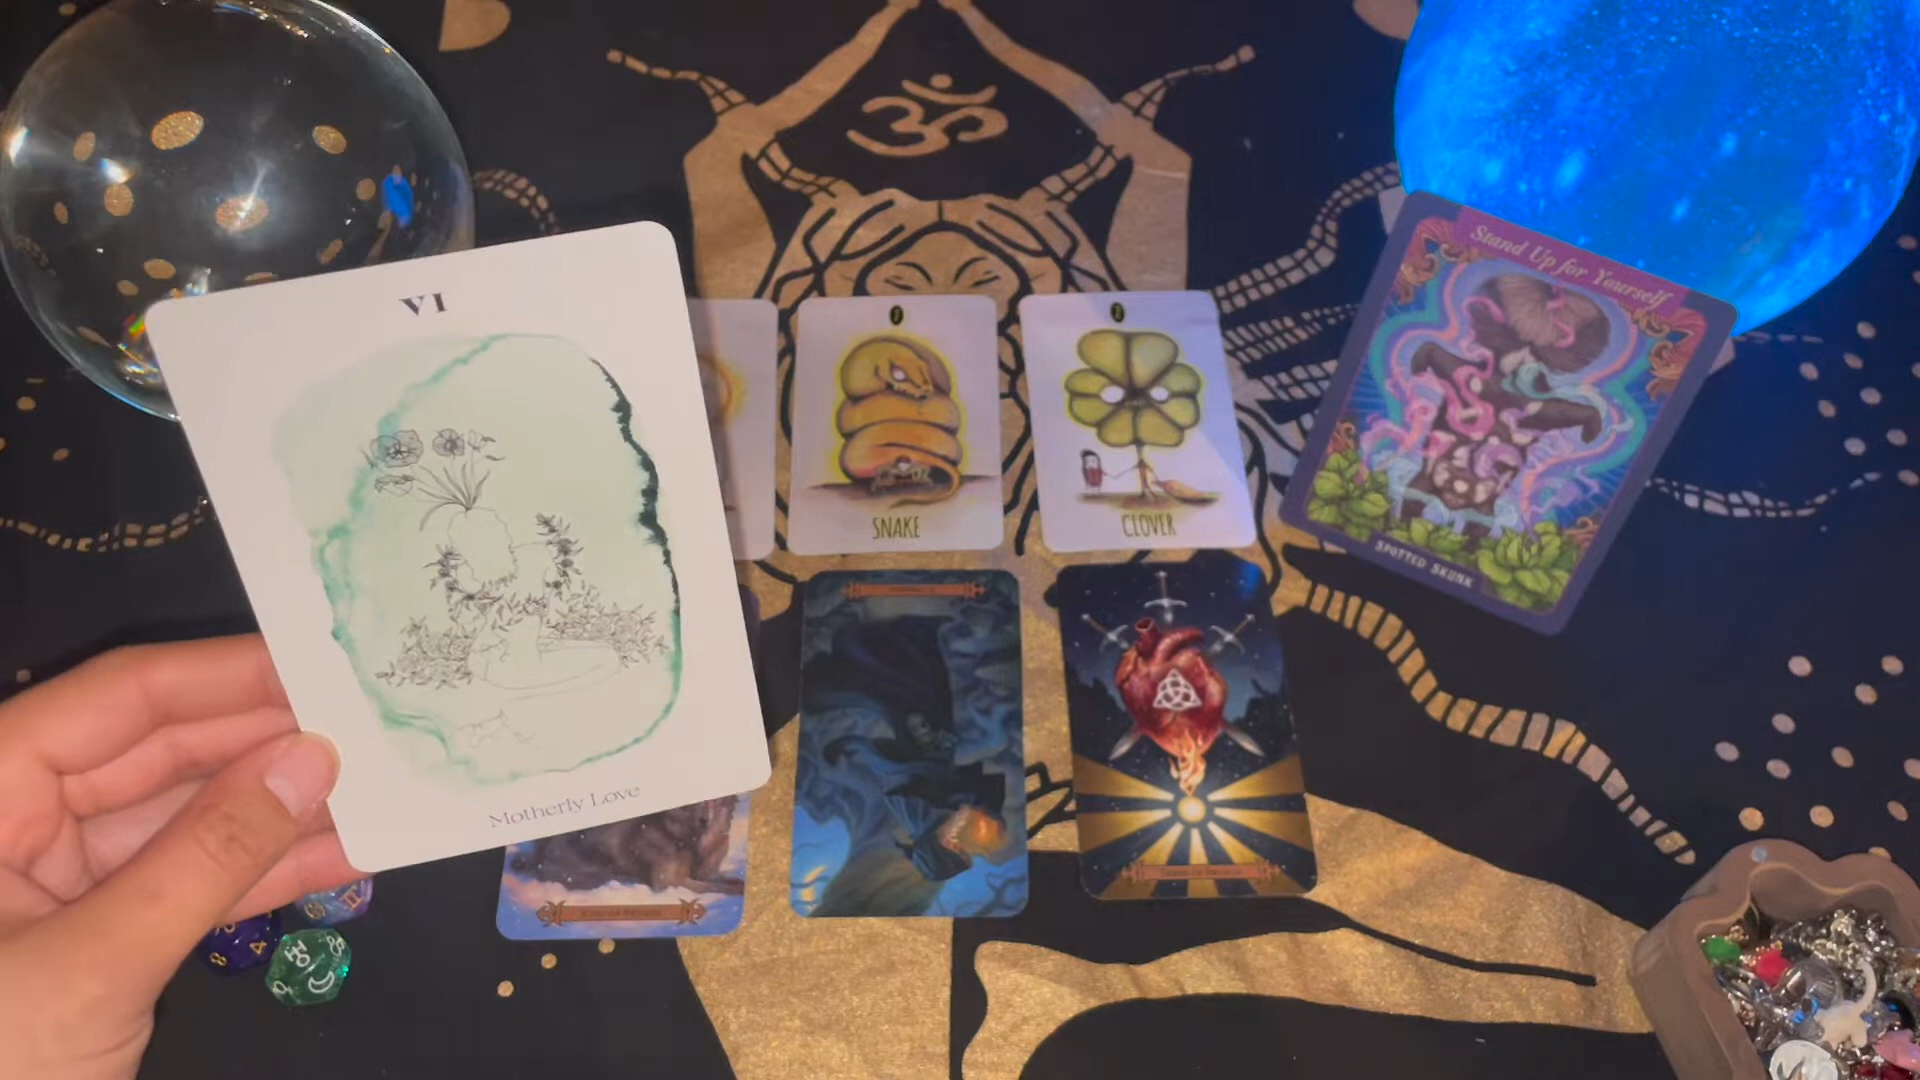 ॐ
VI
Motherly Love
SNAKE
CLOVER
Stand Up for Yourself
SPOTTED SKUNK